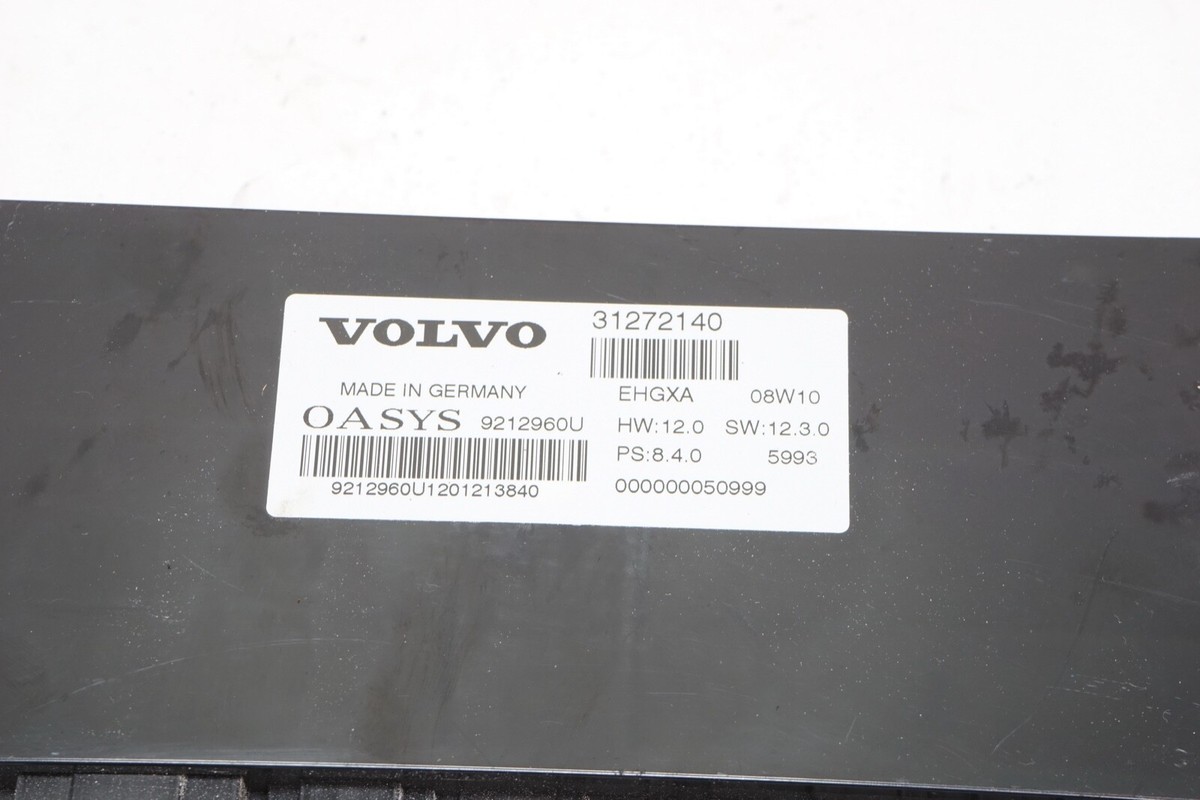 VOLVO
31272140
MADE IN GERMANY
EHGXA 08W10
OASYS 9212960U
HW:12.0 SW:12.3.0
PS:8.4.0 5993
9212960U1201213840
000000050999